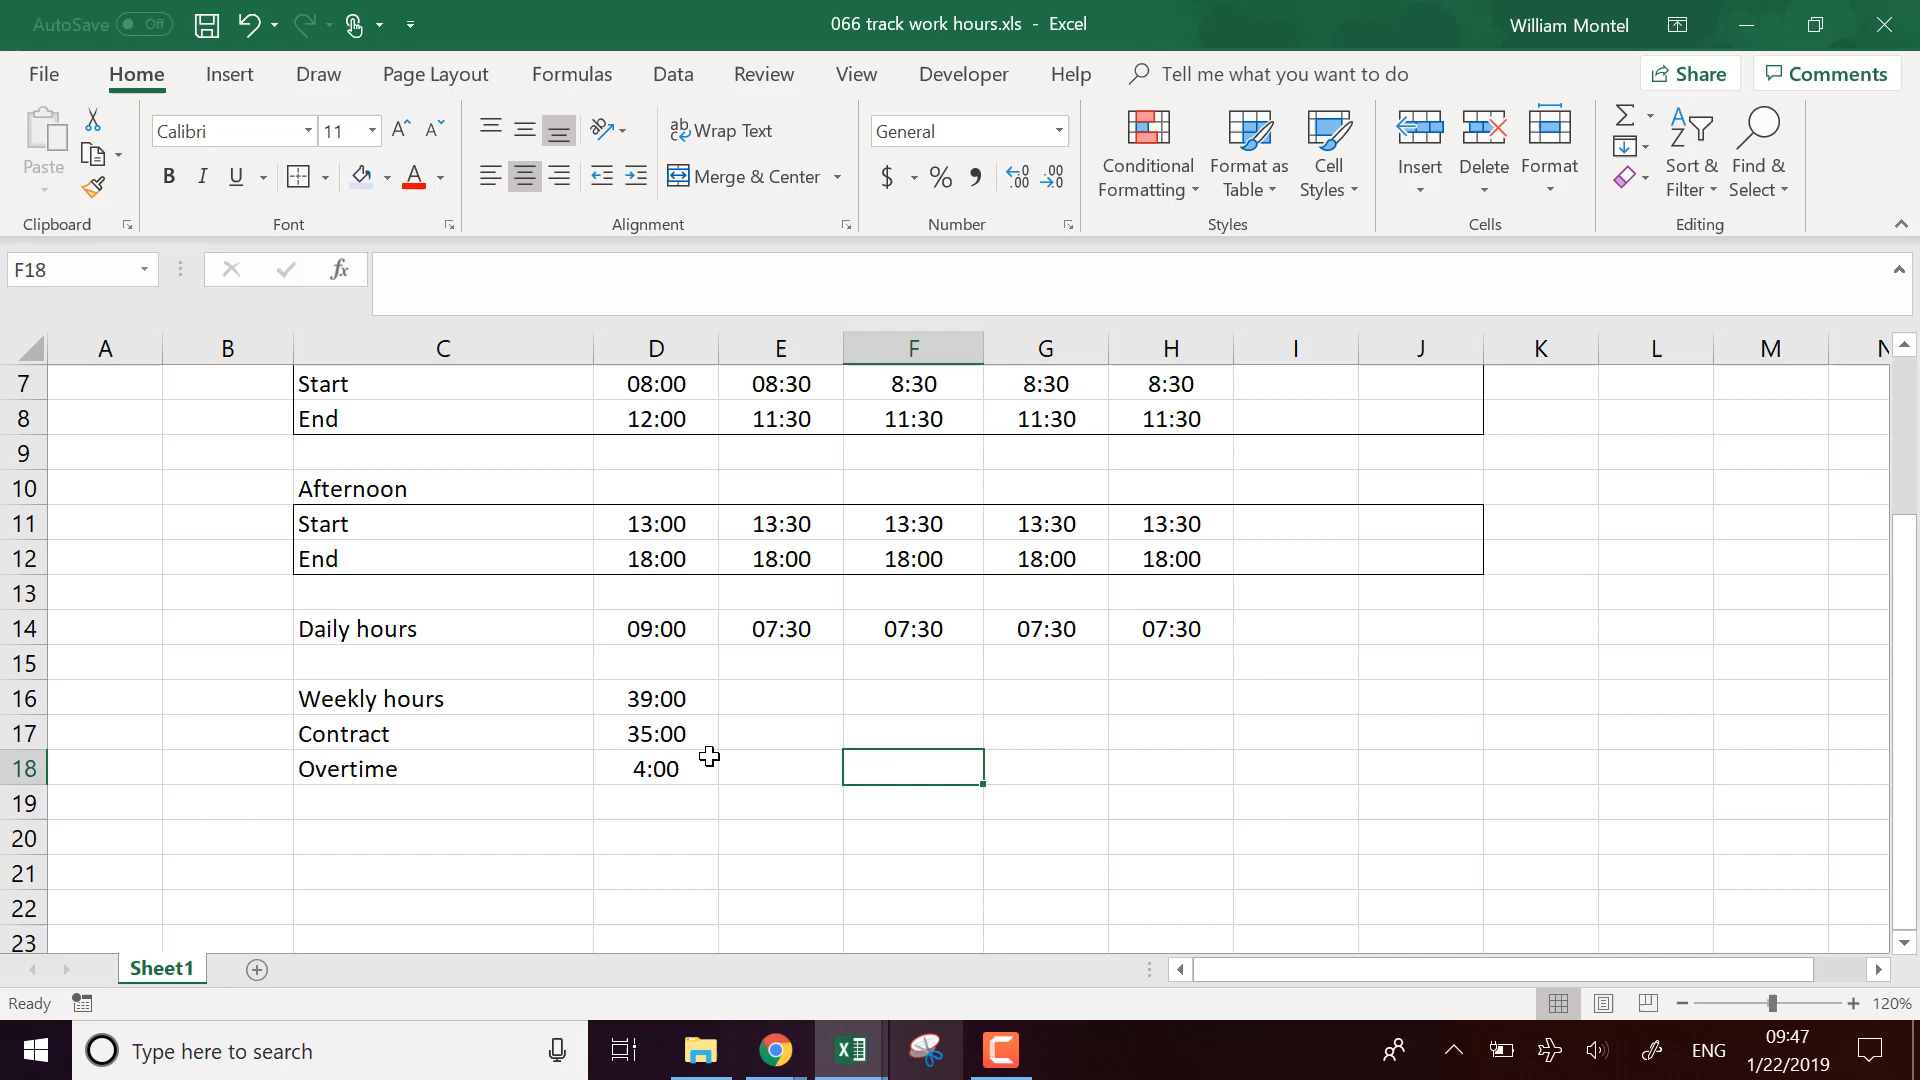 AutoSave Off 066 track work hours.xls - Excel William Montel
File Home Insert Draw Page Layout Formulas Data Review View Developer Help Tell me what you want to do Share Comments
Calibri 11 ab Wrap Text General
Paste B I U A Merge & Center $ % Conditional Formatting Format as Table Cell Styles Insert Delete Format Sort & Filter Find & Select
Clipboard Font Alignment Number Styles Cells Editing
F18 fx
A B C D E F G H I J K L M N
7 Start 08:00 08:30 8:30 8:30 8:30
8 End 12:00 11:30 11:30 11:30 11:30
9
10 Afternoon
11 Start 13:00 13:30 13:30 13:30 13:30
12 End 18:00 18:00 18:00 18:00 18:00
13
14 Daily hours 09:00 07:30 07:30 07:30 07:30
15
16 Weekly hours 39:00
17 Contract 35:00
18 Overtime 4:00
19
20
21
22
23
Sheet1
Ready 120%
Type here to search ENG 09:47
1/22/2019